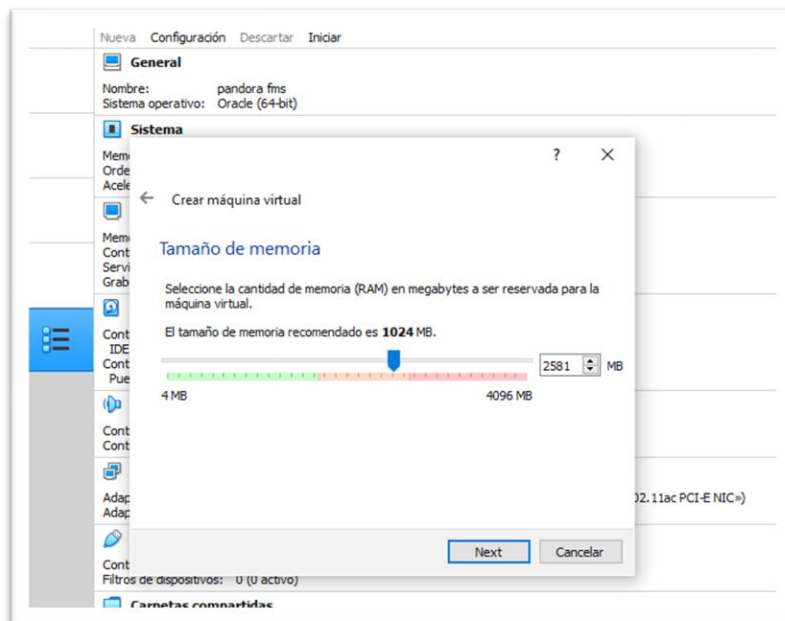 Nueva Configuración Descartar Iniciar
General
Nombre: pandora fms
Sistema operativo: Oracle (64-bit)
Sistema
? ×
Crear máquina virtual
Tamaño de memoria
Seleccione la cantidad de memoria (RAM) en megabytes a ser reservada para la
máquina virtual.
El tamaño de memoria recomendado es 1024 MB.
2581 MB
4 MB 4096 MB
02.11ac PCI-E NIC»)
Next Cancelar
Filtros de dispositivos: 0 (0 activo)
Carpetas compartidas